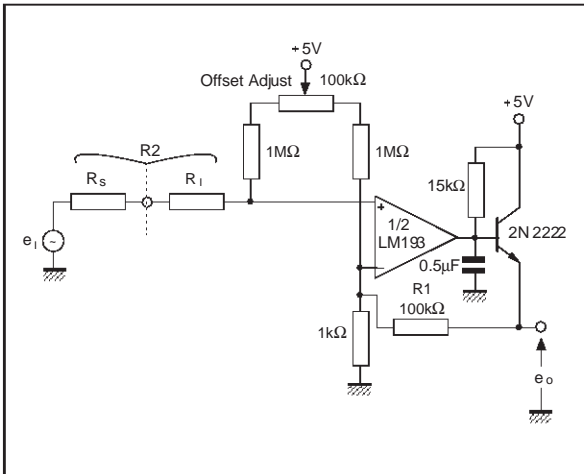 +5V
Offset Adjust 100kΩ
+5V
R2
1MΩ
1MΩ
Rs
RI
15kΩ
+
1/2
LM193
2N2222
eI
−
0.5µF
R1
100kΩ
1kΩ
eo